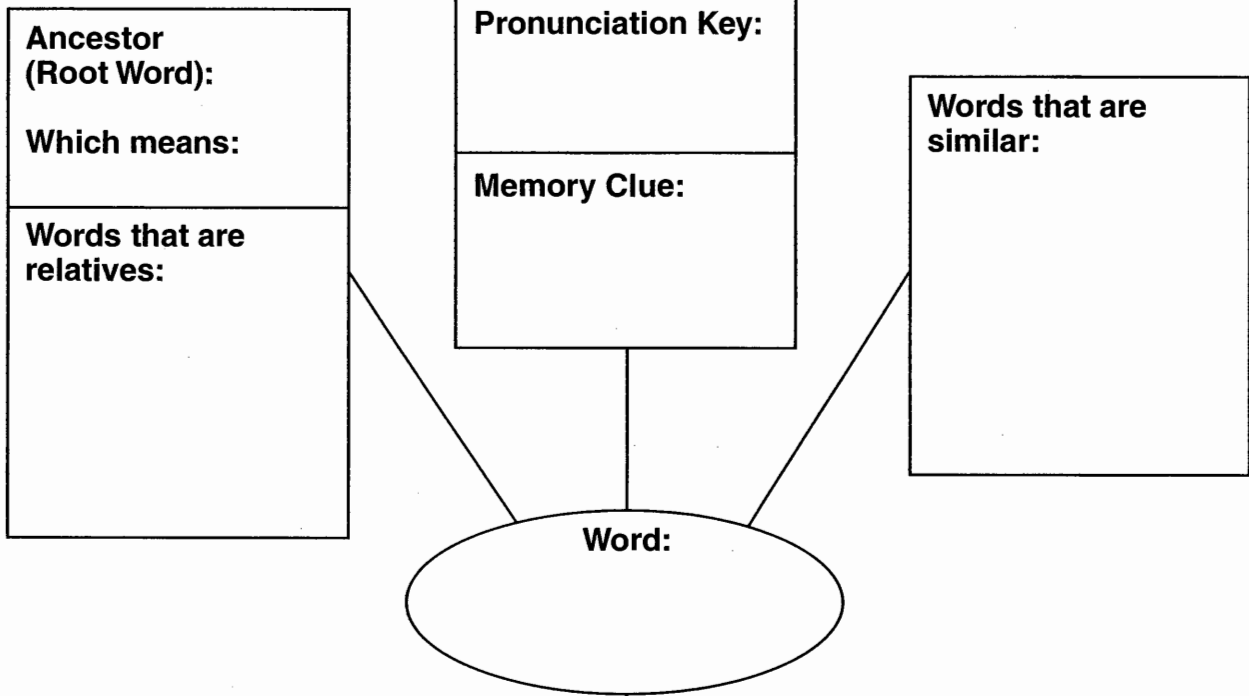 Ancestor
(Root Word):
Which means:
Words that are
relatives:
Pronunciation Key:
Memory Clue:
Words that are
similar:
Word: